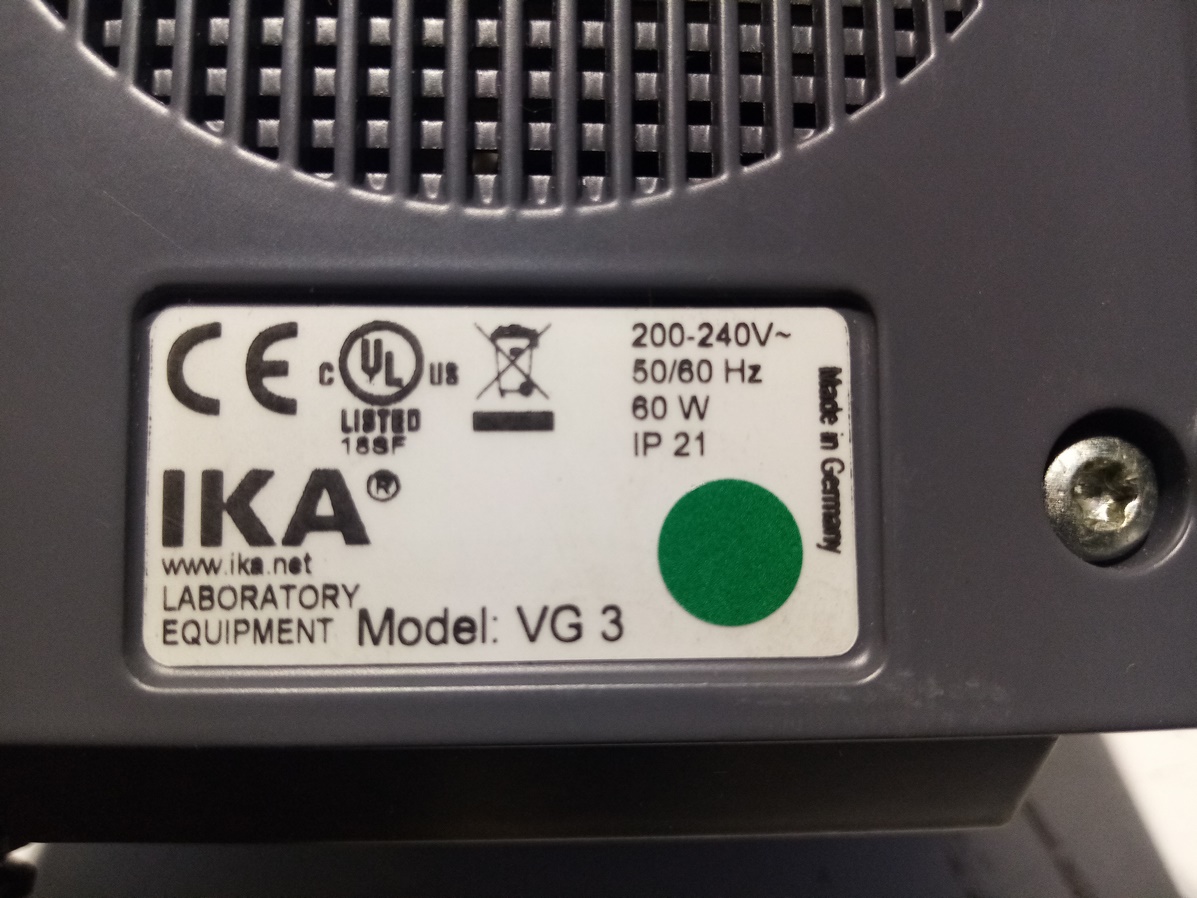 CE
C UL US
LISTED
16SF
200-240V~
50/60 Hz
60 W
IP 21
Made in Germany
IKA®
www.ika.net
LABORATORY
EQUIPMENT
Model: VG 3